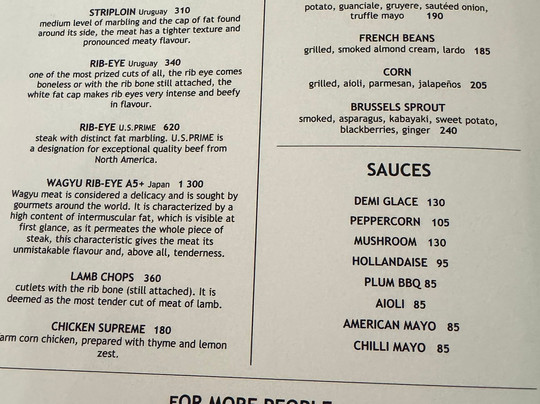 STRIPLOIN Uruguay 310
medium level of marbling and the cap of fat found
around its side, the meat has a tighter texture and
pronounced meaty flavour.
RIB-EYE Uruguay 340
one of the most prized cuts of all, the rib eye comes
boneless or with the rib bone still attached, the
white fat cap makes rib eyes very intense and beefy
in flavour.
RIB-EYE U.S.PRIME 620
steak with distinct fat marbling. U.S.PRIME is
a designation for exceptional quality beef from
North America.
WAGYU RIB-EYE A5+ Japan 1 300
Wagyu meat is considered a delicacy and is sought by
gourmets around the world. It is characterized by a
high content of intermuscular fat, which is visible at
first glance, as it permeates the whole piece of
steak, this characteristic gives the meat its
unmistakable flavour and, above all, tenderness.
LAMB CHOPS 360
cutlets with the rib bone (still attached). It is
deemed as the most tender cut of meat of lamb.
CHICKEN SUPREME 180
arm corn chicken, prepared with thyme and lemon
zest.
potato, guanciale, gruyere, sautéed onion,
truffle mayo 190
FRENCH BEANS
grilled, smoked almond cream, lardo 185
CORN
grilled, aioli, parmesan, jalapeños 205
BRUSSELS SPROUT
smoked, asparagus, kabayaki, sweet potato,
blackberries, ginger 240
SAUCES
DEMI GLACE 130
PEPPERCORN 105
MUSHROOM 130
HOLLANDAISE 95
PLUM BBQ 85
AIOLI 85
AMERICAN MAYO 85
CHILLI MAYO 85
FOR MORE PEOPLE